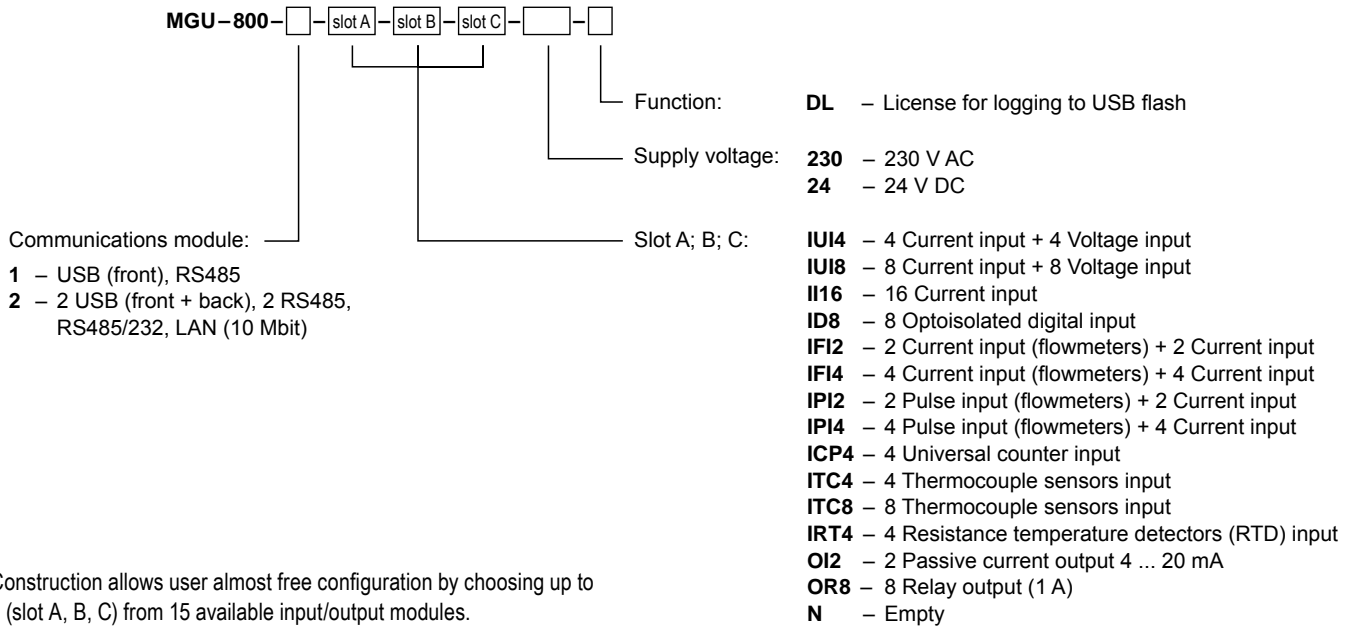 MGU–800– – slot A – slot B – slot C – –
Function: DL – License for logging to USB flash
Supply voltage: 230 – 230 V AC
24 – 24 V DC
Communications module:
1 – USB (front), RS485
2 – 2 USB (front + back), 2 RS485,
RS485/232, LAN (10 Mbit)
Slot A; B; C: IUI4 – 4 Current input + 4 Voltage input
IUI8 – 8 Current input + 8 Voltage input
II16 – 16 Current input
ID8 – 8 Optoisolated digital input
IFI2 – 2 Current input (flowmeters) + 2 Current input
IFI4 – 4 Current input (flowmeters) + 4 Current input
IPI2 – 2 Pulse input (flowmeters) + 2 Current input
IPI4 – 4 Pulse input (flowmeters) + 4 Current input
ICP4 – 4 Universal counter input
ITC4 – 4 Thermocouple sensors input
ITC8 – 8 Thermocouple sensors input
IRT4 – 4 Resistance temperature detectors (RTD) input
OI2 – 2 Passive current output 4 ... 20 mA
OR8 – 8 Relay output (1 A)
N – Empty
Construction allows user almost free configuration by choosing up to
(slot A, B, C) from 15 available input/output modules.